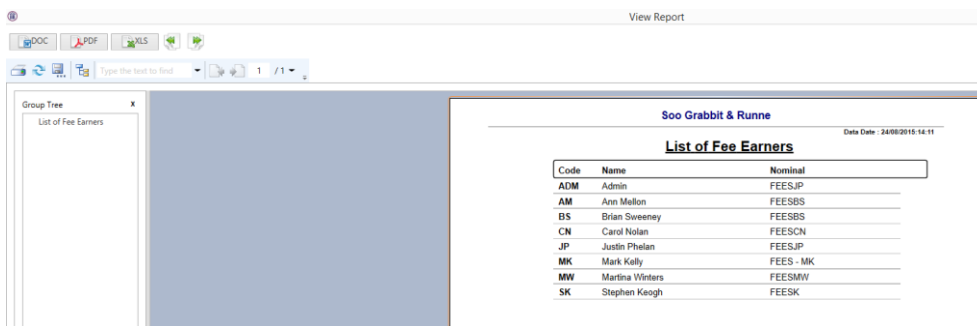 View Report
DOC PDF XLS
Type the text to find 1 /1
Group Tree x
List of Fee Earners
Soo Grabbit & Runne
Data Date : 24/08/2015:14:11
List of Fee Earners
Code Name Nominal
ADM Admin FEESJP
AM Ann Mellon FEESBS
BS Brian Sweeney FEESBS
CN Carol Nolan FEESCN
JP Justin Phelan FEESJP
MK Mark Kelly FEES - MK
MW Martina Winters FEESMW
SK Stephen Keogh FEESK